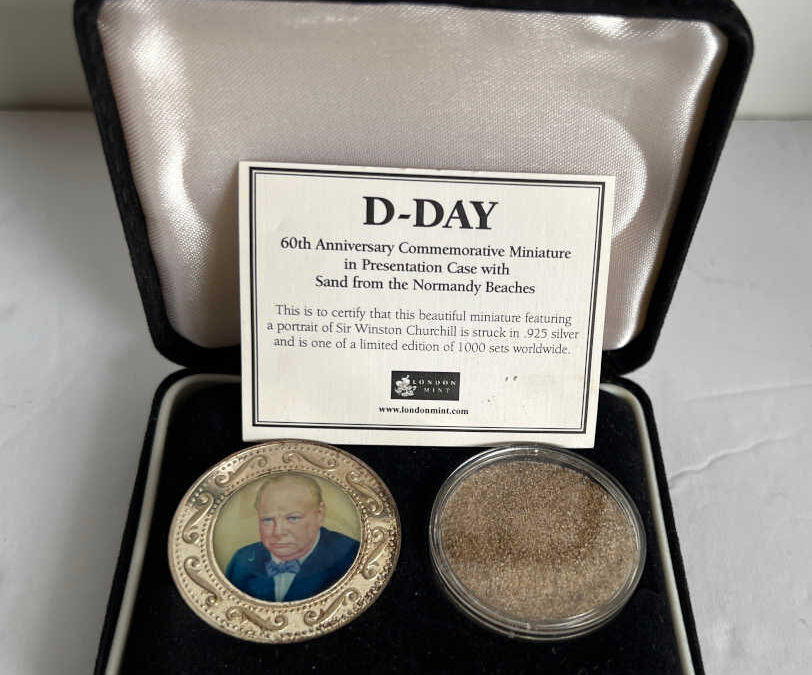 D-DAY
60th Anniversary Commemorative Miniature
in Presentation Case with
Sand from the Normandy Beaches
This is to certify that this beautiful miniature featuring
a portrait of Sir Winston Churchill is struck in .925 silver
and is one of a limited edition of 1000 sets worldwide.
LONDON
MINT
www.londonmint.com